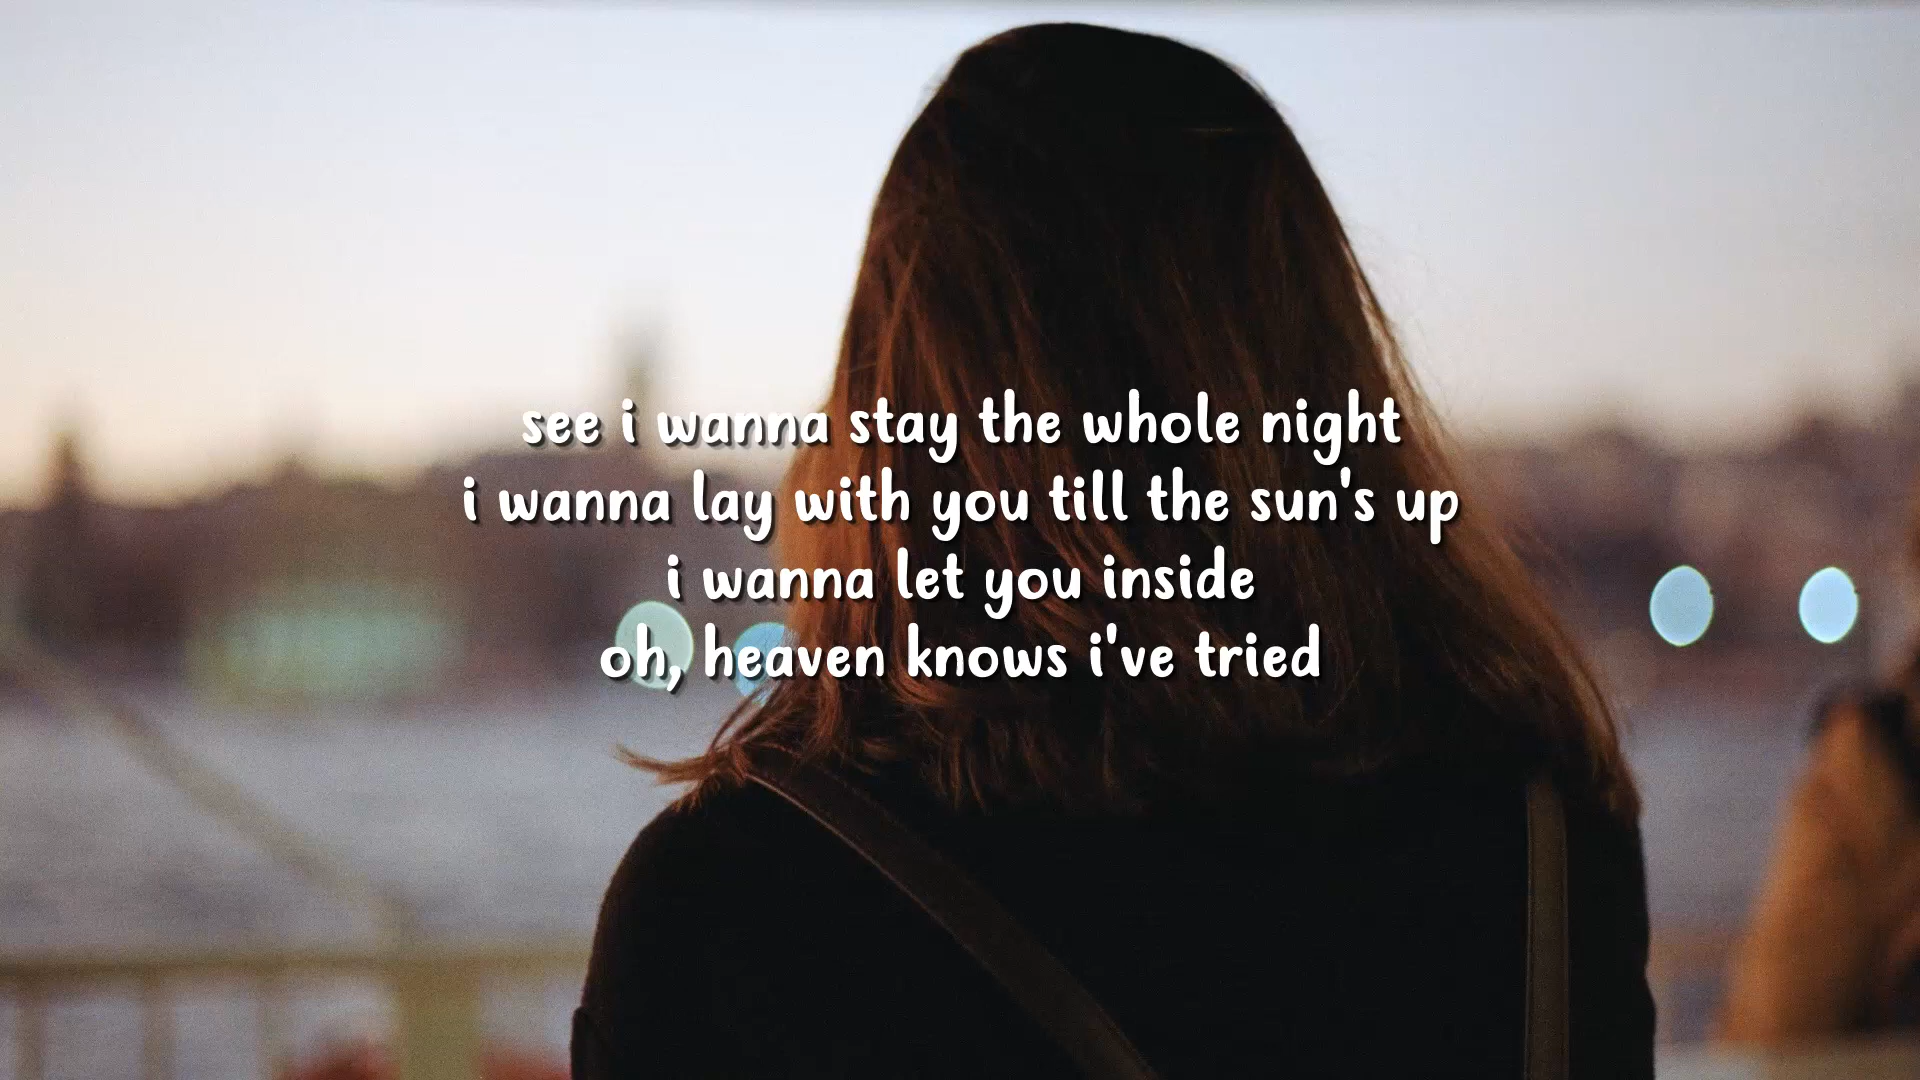 see i wanna stay the whole night
i wanna lay with you till the sun's up
i wanna let you inside
oh, heaven knows i've tried